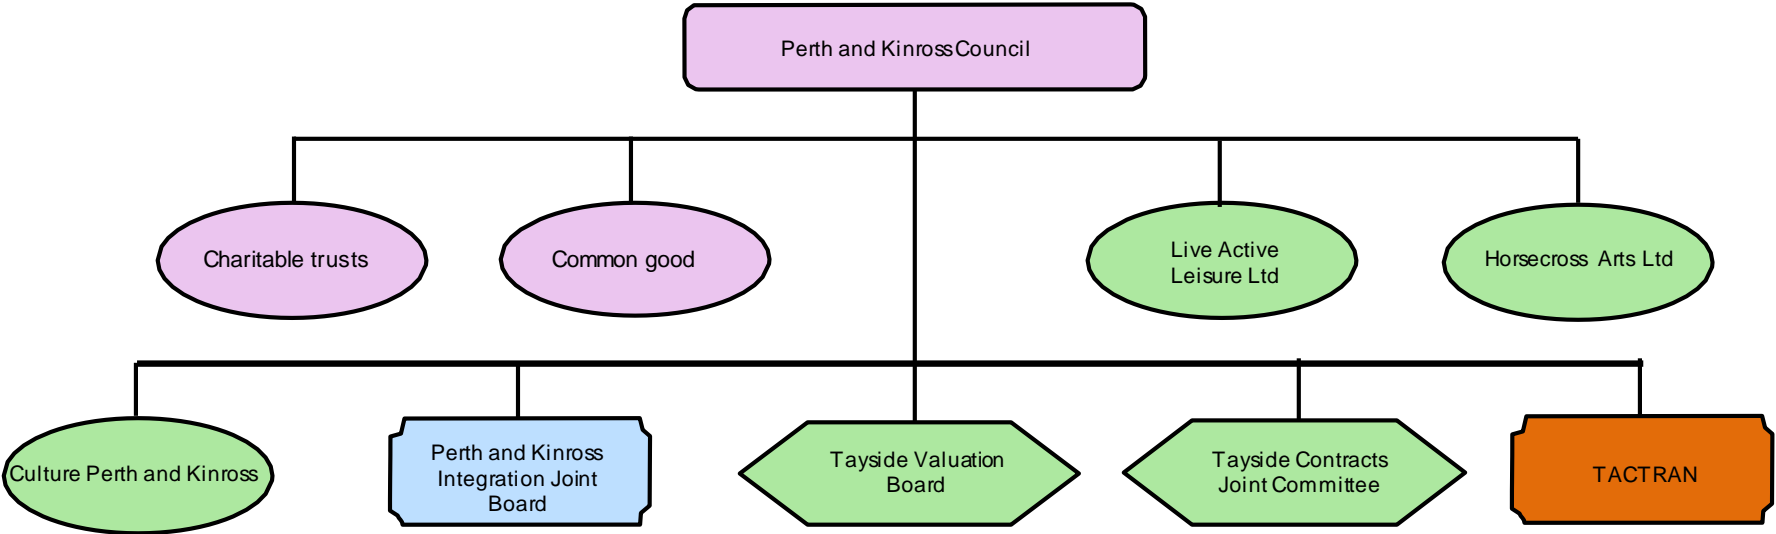 Perth and Kinross Council
Charitable trusts
Common good
Live Active
Leisure Ltd
Horsecross Arts Ltd
Culture Perth and Kinross
Perth and Kinross
Integration Joint
Board
Tayside Valuation
Board
Tayside Contracts
Joint Committee
TACTRAN